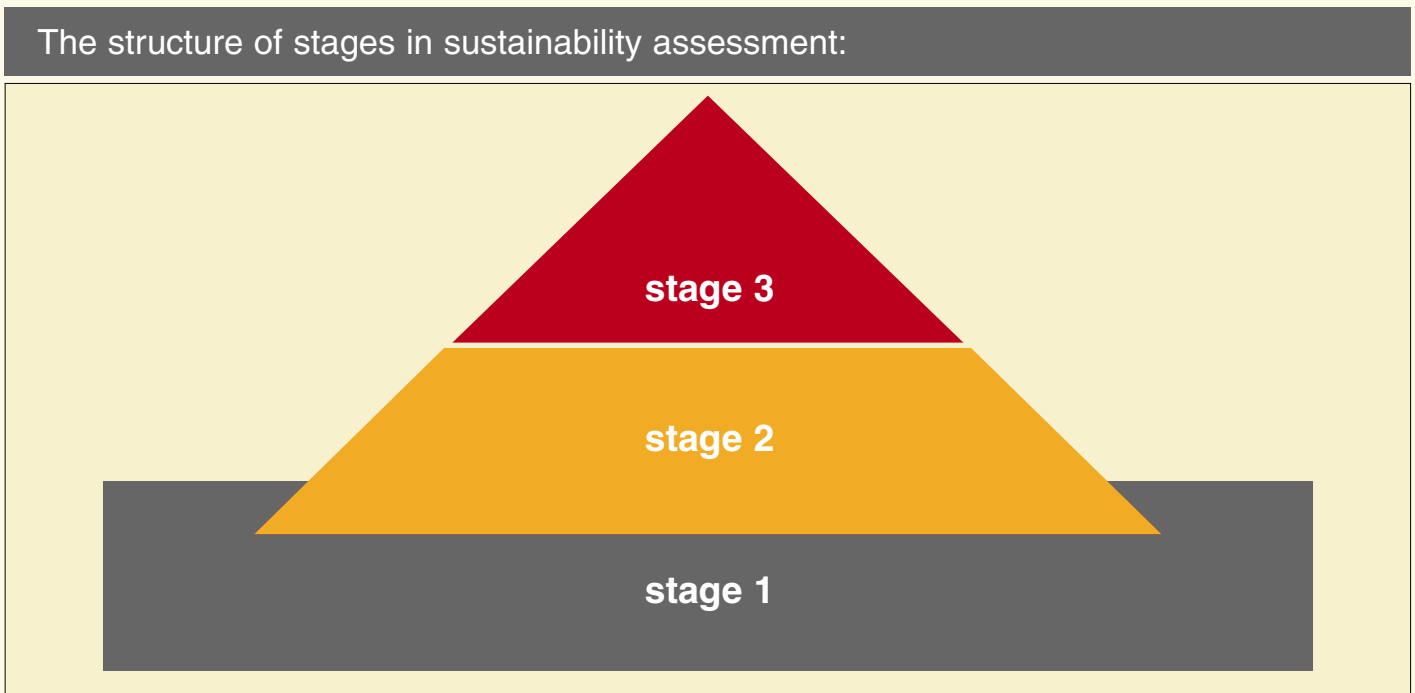 The structure of stages in sustainability assessment:
stage 3
stage 2
stage 1